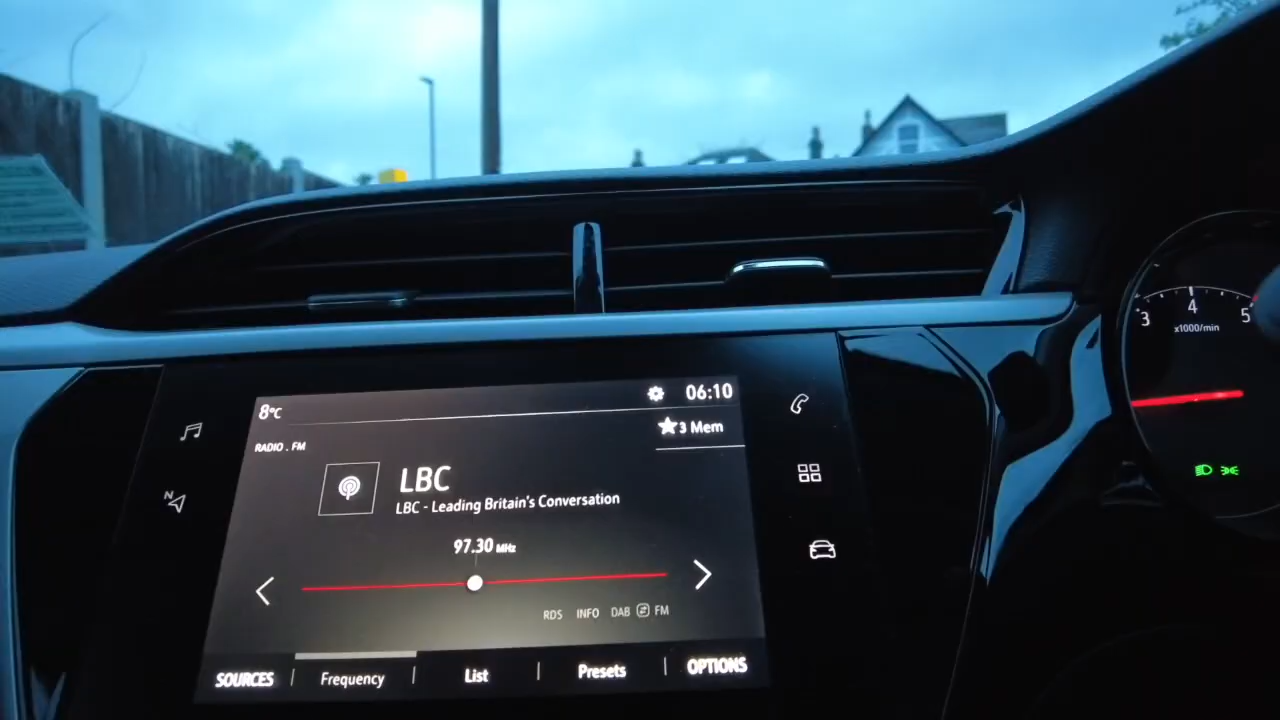 8°C
06:10
RADIO . FM
3 Mem
LBC
LBC - Leading Britain's Conversation
97.30 MHz
RDS INFO DAB FM
SOURCES Frequency List Presets OPTIONS
N
3 4 5
x1000/min